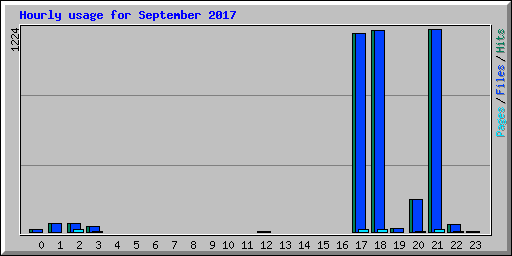 Hourly usage for September 2017
1224
Pages/Files/Hits
0 1 2 3 4 5 6 7 8 9 10 11 12 13 14 15 16 17 18 19 20 21 22 23